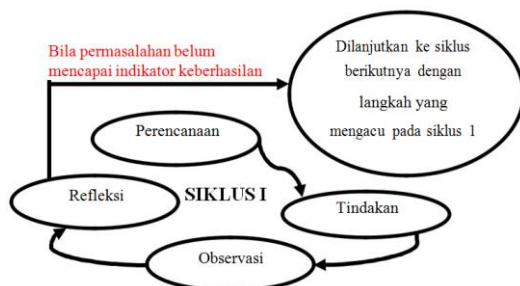 Bila permasalahan belum
mencapai indikator keberhasilan
Dilanjutkan ke siklus
berikutnya dengan
langkah yang
mengacu pada siklus 1
Perencanaan
Refleksi
SIKLUS I
Tindakan
Observasi